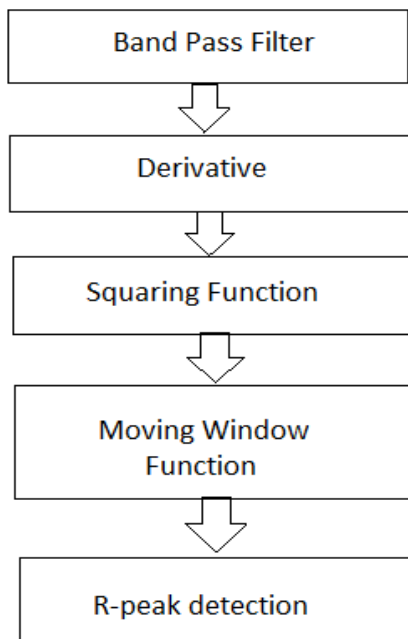 Band Pass Filter
Derivative
Squaring Function
Moving Window
Function
R-peak detection